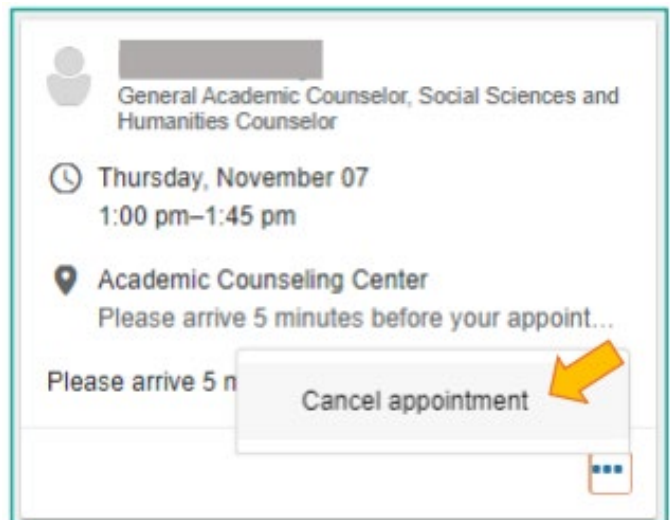 General Academic Counselor, Social Sciences and
Humanities Counselor
Thursday, November 07
1:00 pm–1:45 pm
Academic Counseling Center
Please arrive 5 minutes before your appoint...
Please arrive 5 n
Cancel appointment